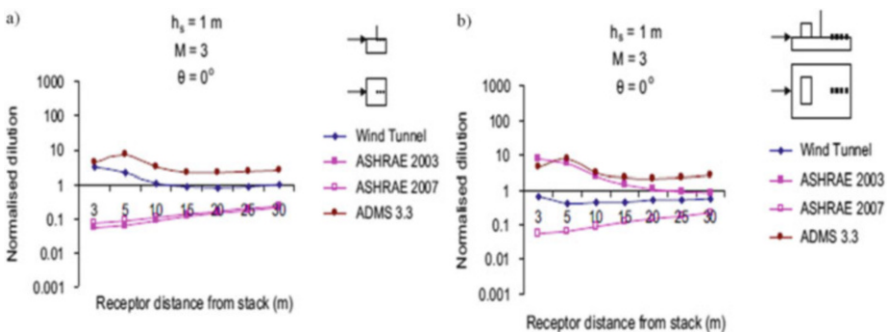 a)
hs = 1 m
M = 3
θ = 0°
Normalised dilution
1000
100
10
1
0.1
0.01
0.001
3 5 10 15 20 25 30
Receptor distance from stack (m)
Wind Tunnel
ASHRAE 2003
ASHRAE 2007
ADMS 3.3
b)
hs = 1 m
M = 3
θ = 0°
Normalised dilution
1000
100
10
1
0.1
0.01
0.001
3 5 10 15 20 25 30
Receptor distance from stack (m)
Wind Tunnel
ASHRAE 2003
ASHRAE 2007
ADMS 3.3